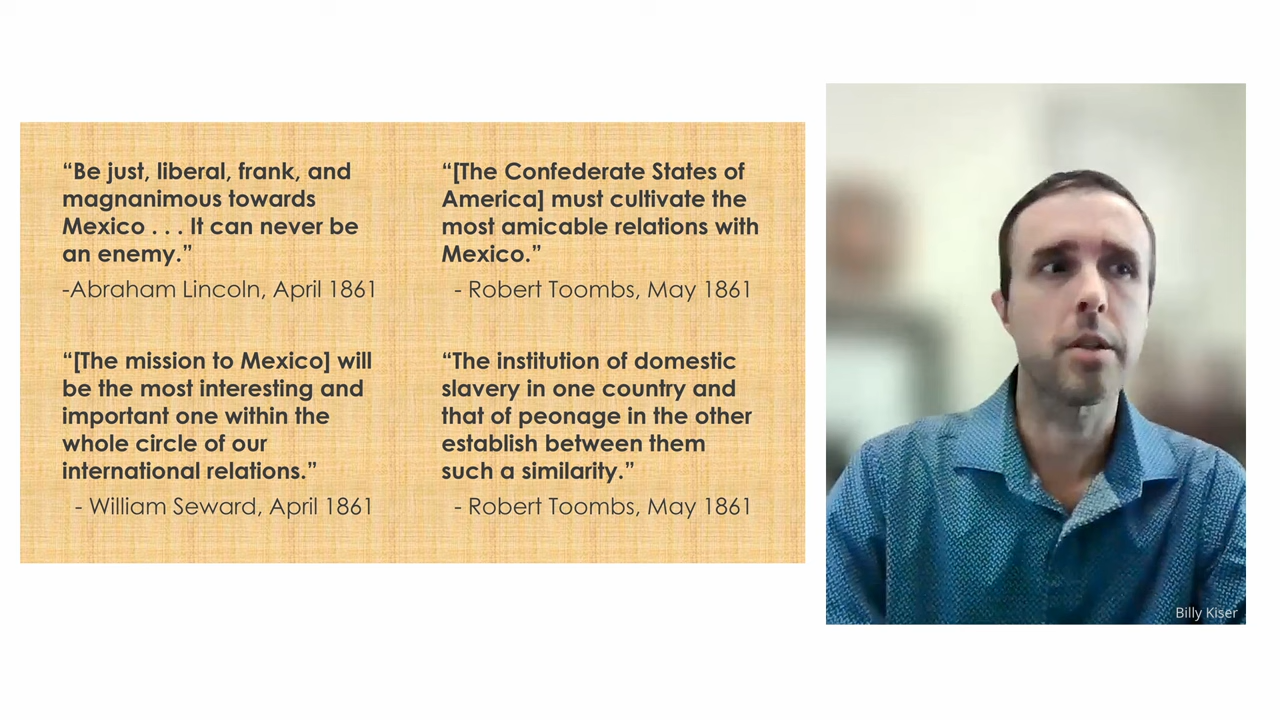 “Be just, liberal, frank, and
magnanimous towards
Mexico . . . It can never be
an enemy.”
-Abraham Lincoln, April 1861
“[The mission to Mexico] will
be the most interesting and
important one within the
whole circle of our
international relations.”
- William Seward, April 1861
“[The Confederate States of
America] must cultivate the
most amicable relations with
Mexico.”
- Robert Toombs, May 1861
“The institution of domestic
slavery in one country and
that of peonage in the other
establish between them
such a similarity.”
- Robert Toombs, May 1861
Billy Kiser